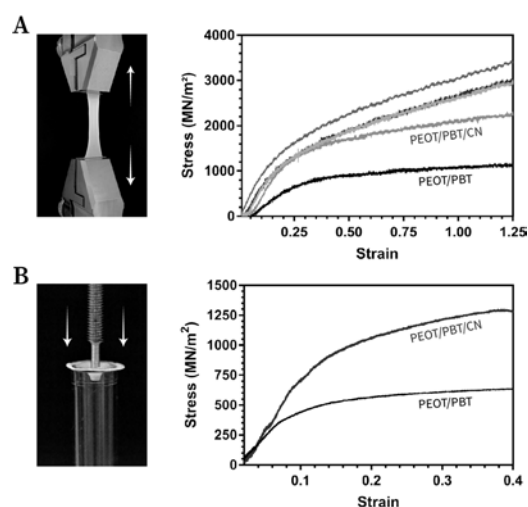 A
Stress (MN/m²)
4000
3000
2000
1000
0
PEOT/PBT/CN
PEOT/PBT
0.25
0.50
0.75
1.00
1.25
Strain
B
Stress (MN/m²)
1500
1250
1000
750
500
250
0
PEOT/PBT/CN
PEOT/PBT
0.1
0.2
0.3
0.4
Strain